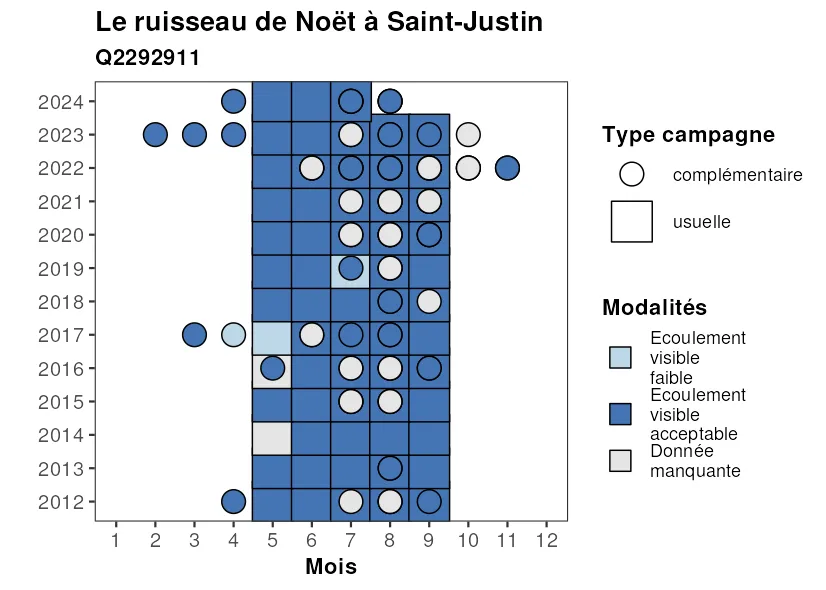 Le ruisseau de Noët à Saint-Justin
Q2292911
2024
2023
2022
2021
2020
2019
2018
2017
2016
2015
2014
2013
2012
1 2 3 4 5 6 7 8 9 10 11 12
Mois
Type campagne
complémentaire
usuelle
Modalités
Ecoulement
visible
faible
Ecoulement
visible
acceptable
Donnée
manquante